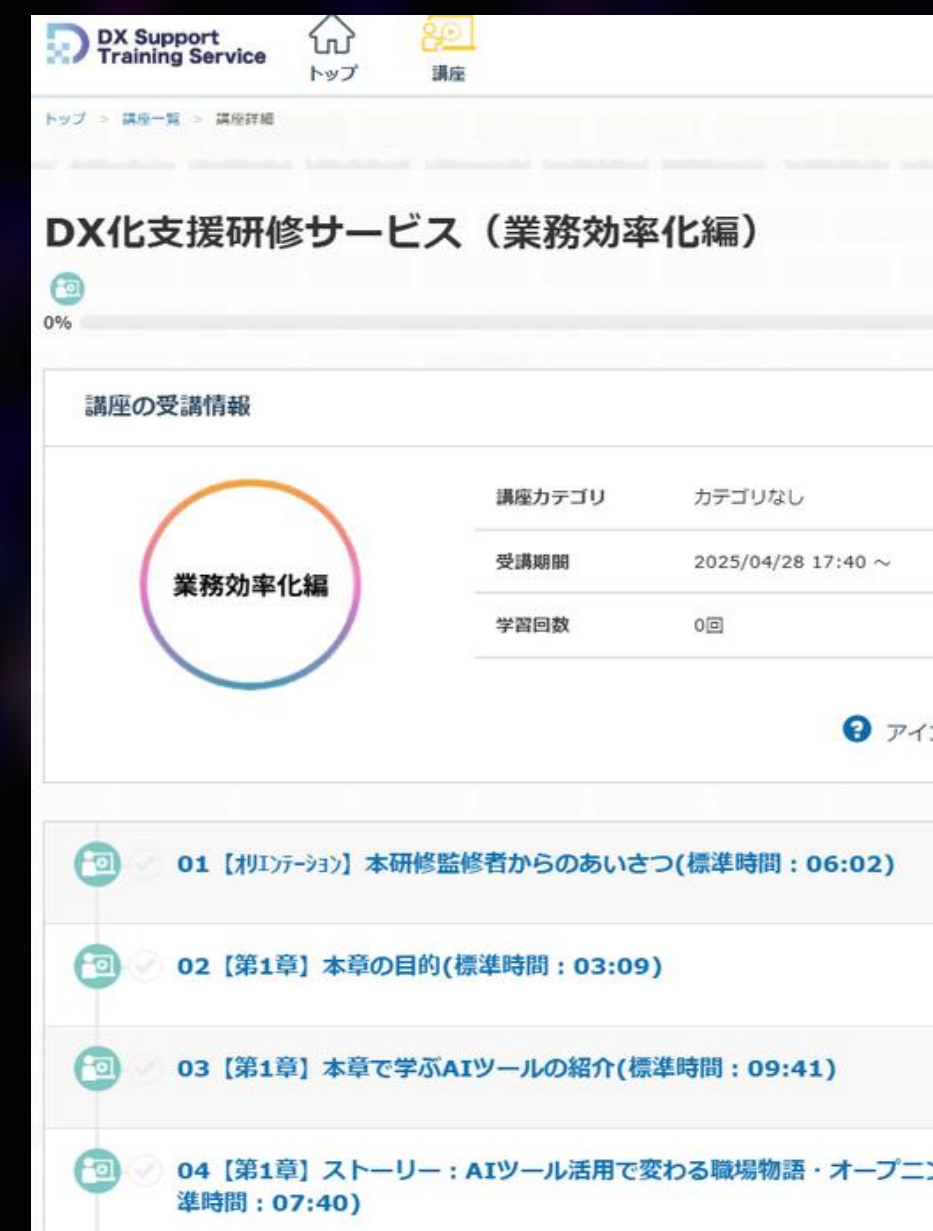 DX Support
Training Service
トップ
講座
トップ > 講座一覧 > 講座詳細
DX化支援研修サービス（業務効率化編）
0%
講座の受講情報
業務効率化編
講座カテゴリ カテゴリなし
受講期間 2025/04/28 17:40 ～
学習回数 0回
? アイ
01【ｵﾘｴﾝﾃｰｼｮﾝ】本研修監修者からのあいさつ(標準時間：06:02)
02【第1章】本章の目的(標準時間：03:09)
03【第1章】本章で学ぶAIツールの紹介(標準時間：09:41)
04【第1章】ストーリー：AIツール活用で変わる職場物語・オープニン
準時間：07:40)